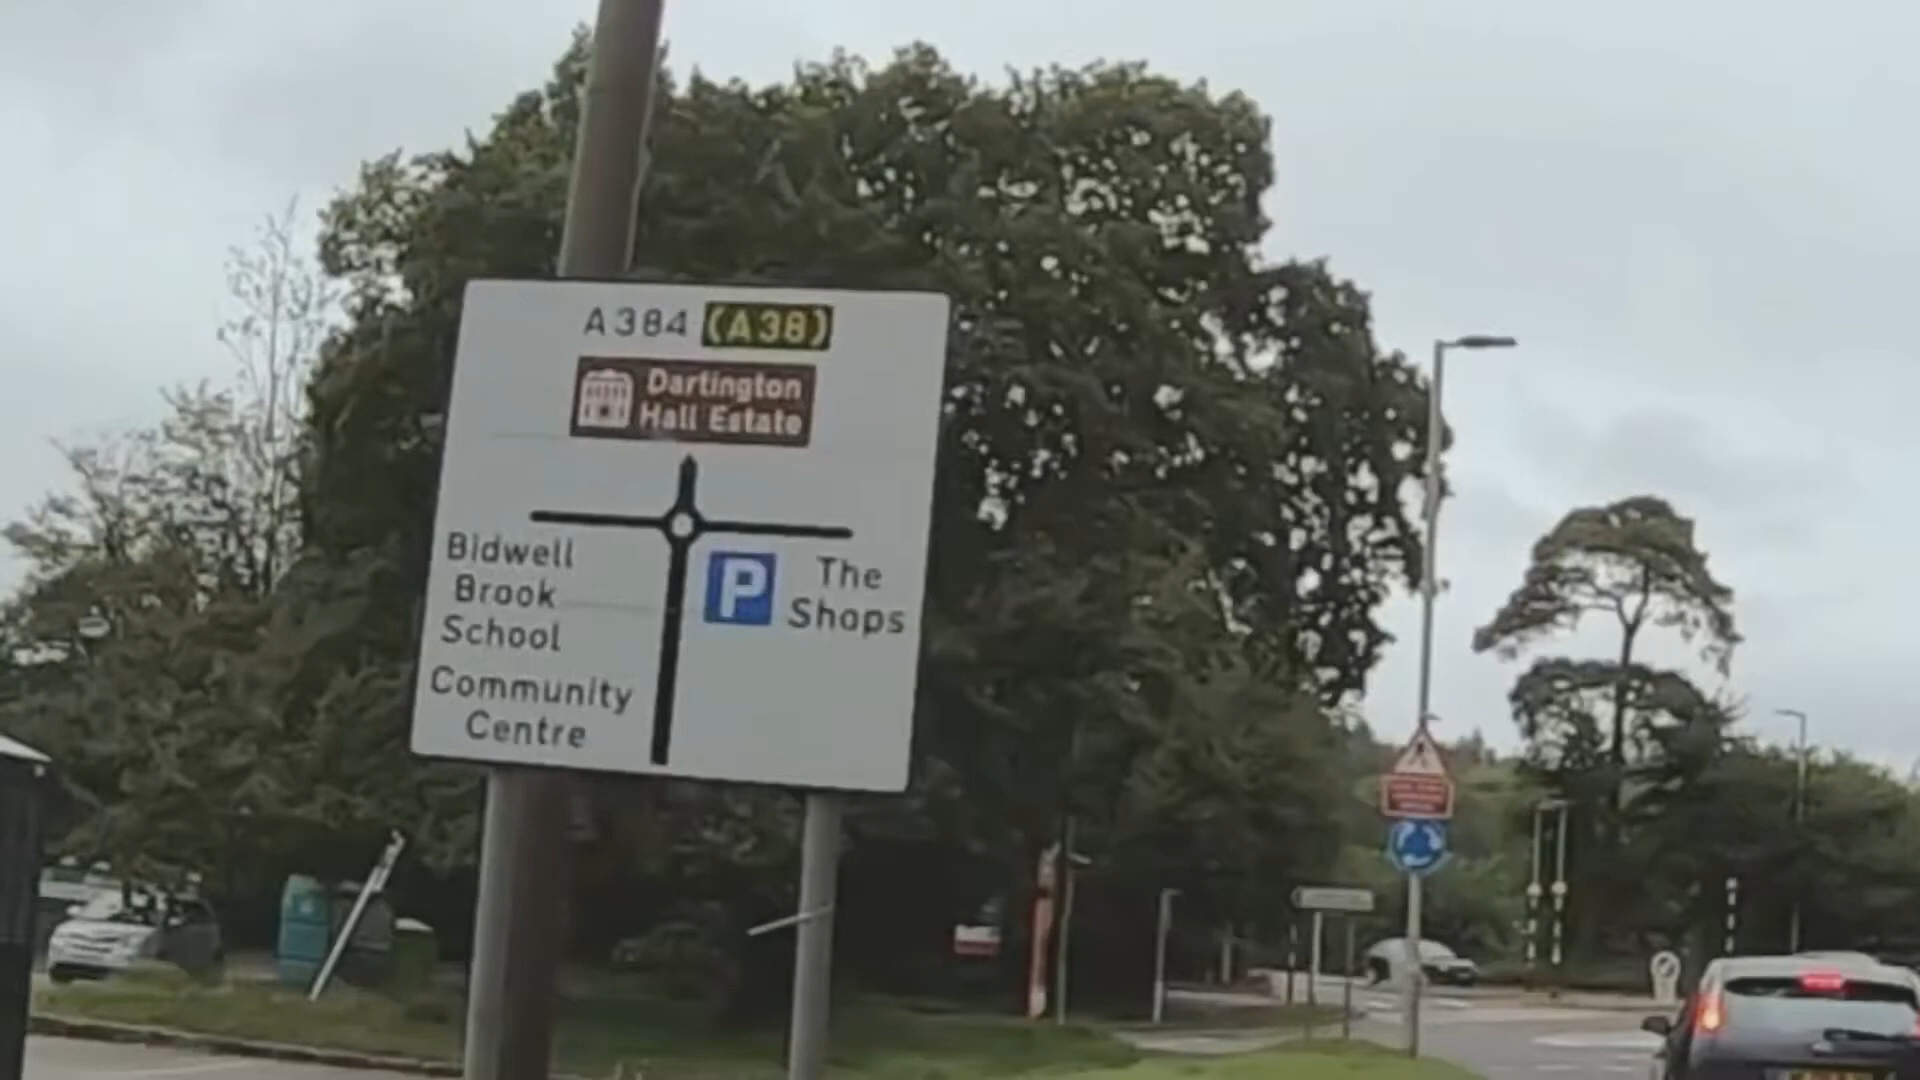 A384 (A38)
Dartington
Hall Estate
Bidwell
Brook
School
Community
Centre
P
The
Shops